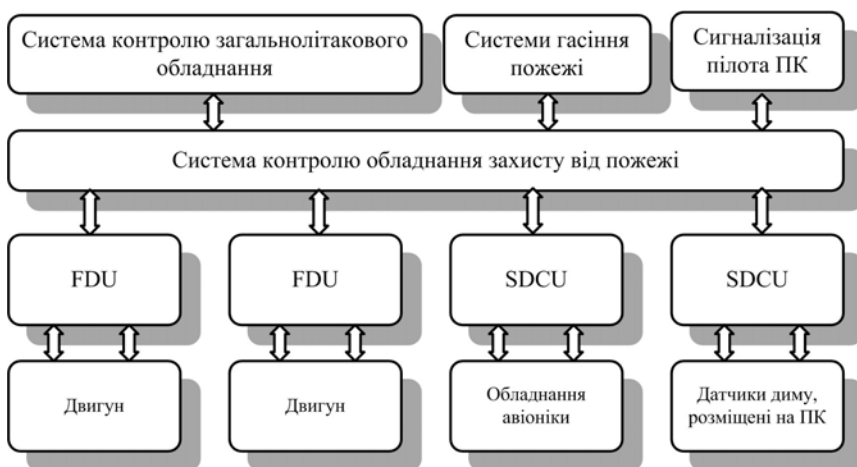 Система контролю загальнолітакового
обладнання
Системи гасіння
пожежі
Сигналізація
пілота ПК
Система контролю обладнання захисту від пожежі
FDU
FDU
SDCU
SDCU
Двигун
Двигун
Обладнання
авіоніки
Датчики диму,
розміщені на ПК